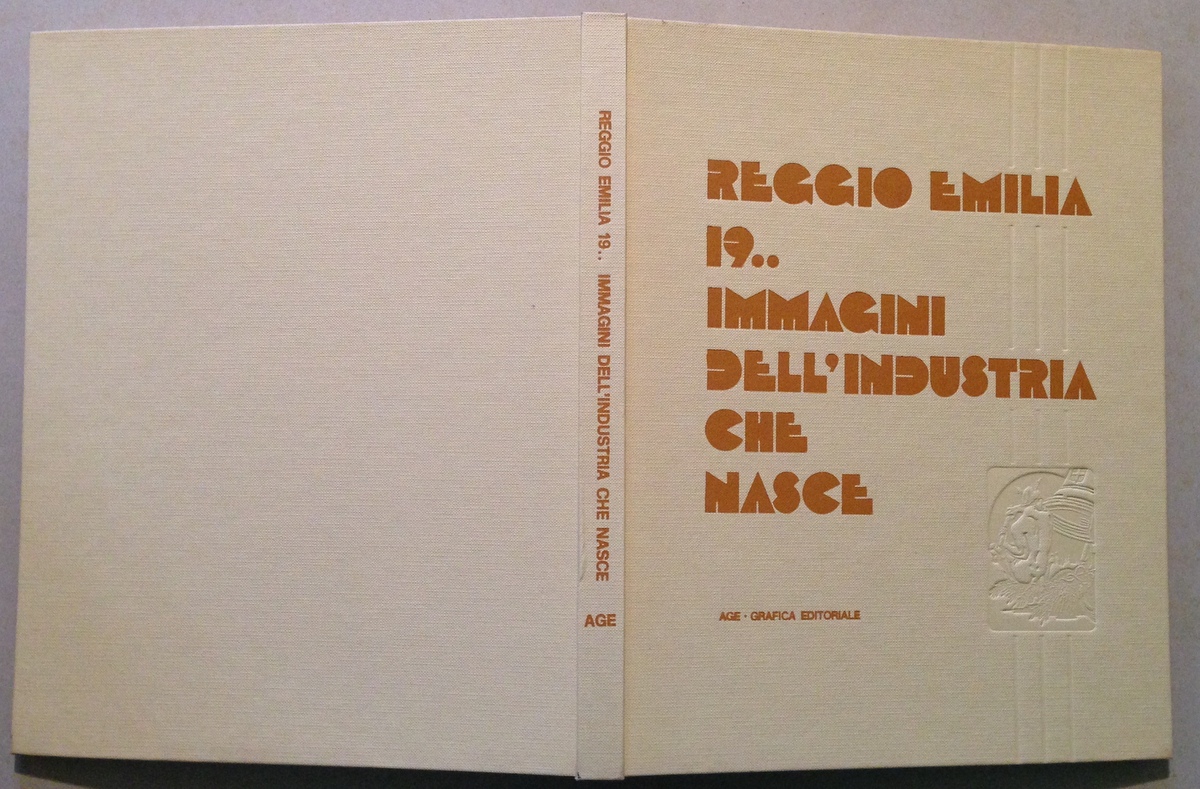 REGGIO EMILIA 19.. IMMAGINI DELL'INDUSTRIA CHE NASCE
AGE
REGGIO EMILIA
19..
IMMAGINI
DELL'INDUSTRIA
CHE
NASCE
AGE • GRAFICA EDITORIALE